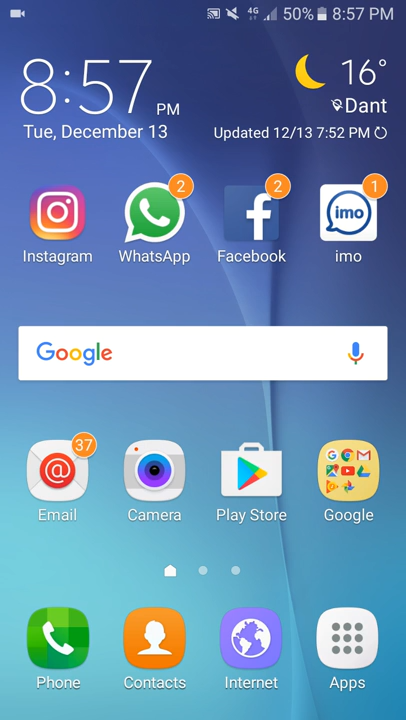 4G 50% 8:57 PM
8:57 PM
16°
Dant
Tue, December 13
Updated 12/13 7:52 PM
2
2
1
imo
Instagram
WhatsApp
Facebook
imo
Google
37
@
Email
Camera
Play Store
Google
Phone
Contacts
Internet
Apps